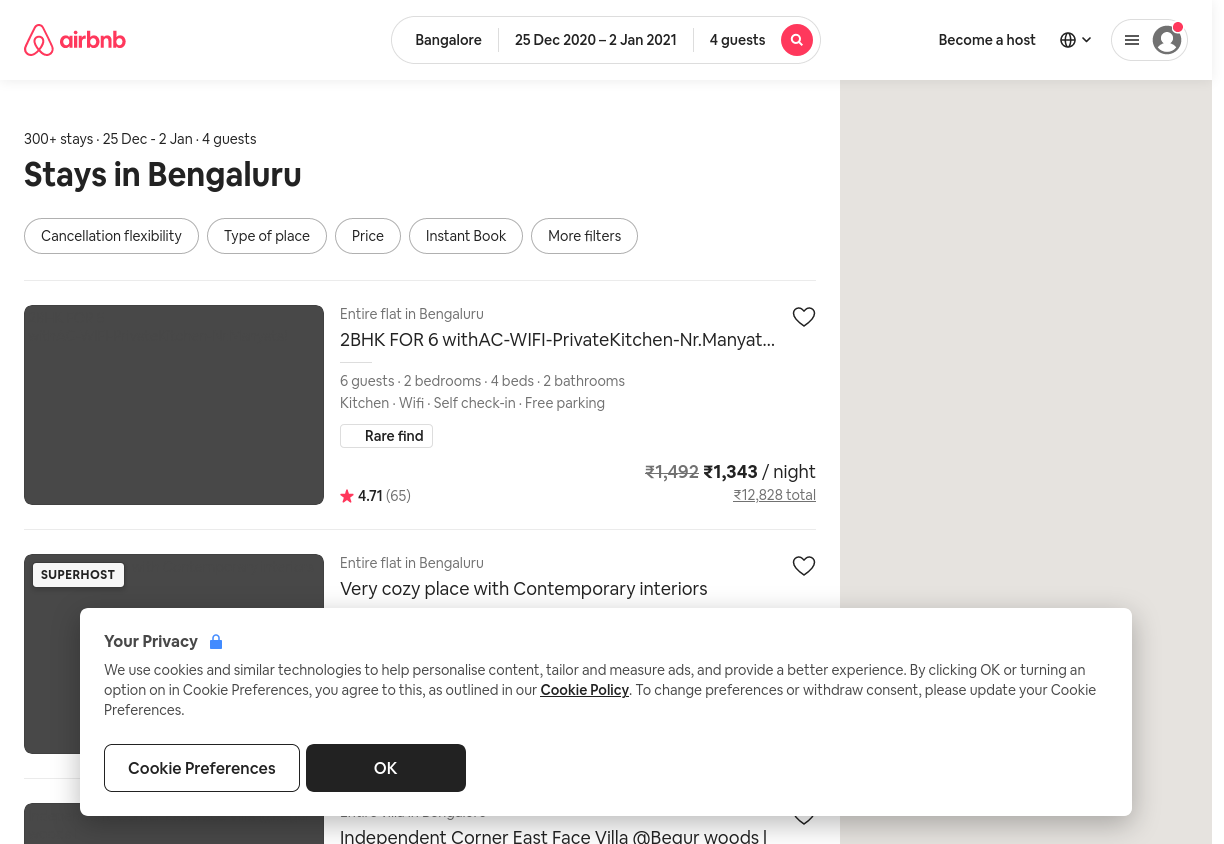 airbnb
Bangalore
25 Dec 2020 – 2 Jan 2021
4 guests
Become a host
300+ stays · 25 Dec - 2 Jan · 4 guests
Stays in Bengaluru
Cancellation flexibility
Type of place
Price
Instant Book
More filters
Entire flat in Bengaluru
2BHK FOR 6 withAC-WIFI-PrivateKitchen-Nr.Manyat...
6 guests · 2 bedrooms · 4 beds · 2 bathrooms
Kitchen · Wifi · Self check-in · Free parking
Rare find
₹1,492 ₹1,343 / night
4.71 (65)
₹12,828 total
SUPERHOST
Entire flat in Bengaluru
Very cozy place with Contemporary interiors
Your Privacy
We use cookies and similar technologies to help personalise content, tailor and measure ads, and provide a better experience. By clicking OK or turning an
option on in Cookie Preferences, you agree to this, as outlined in our Cookie Policy. To change preferences or withdraw consent, please update your Cookie
Preferences.
Cookie Preferences
OK
Entire villa in Bengaluru
Independent Corner East Face Villa @Begur woods |